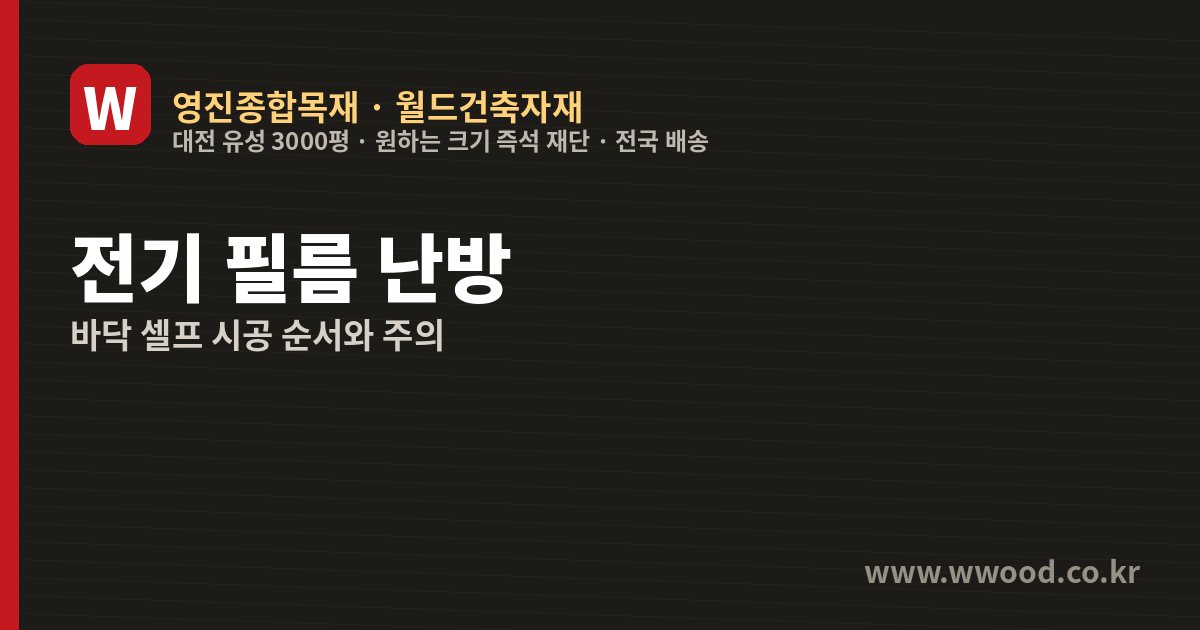 W
영진종합목재 · 월드건축자재
대전 유성 3000평 · 원하는 크기 즉석 재단 · 전국 배송
전기 필름 난방
바닥 셀프 시공 순서와 주의
www.wwood.co.kr